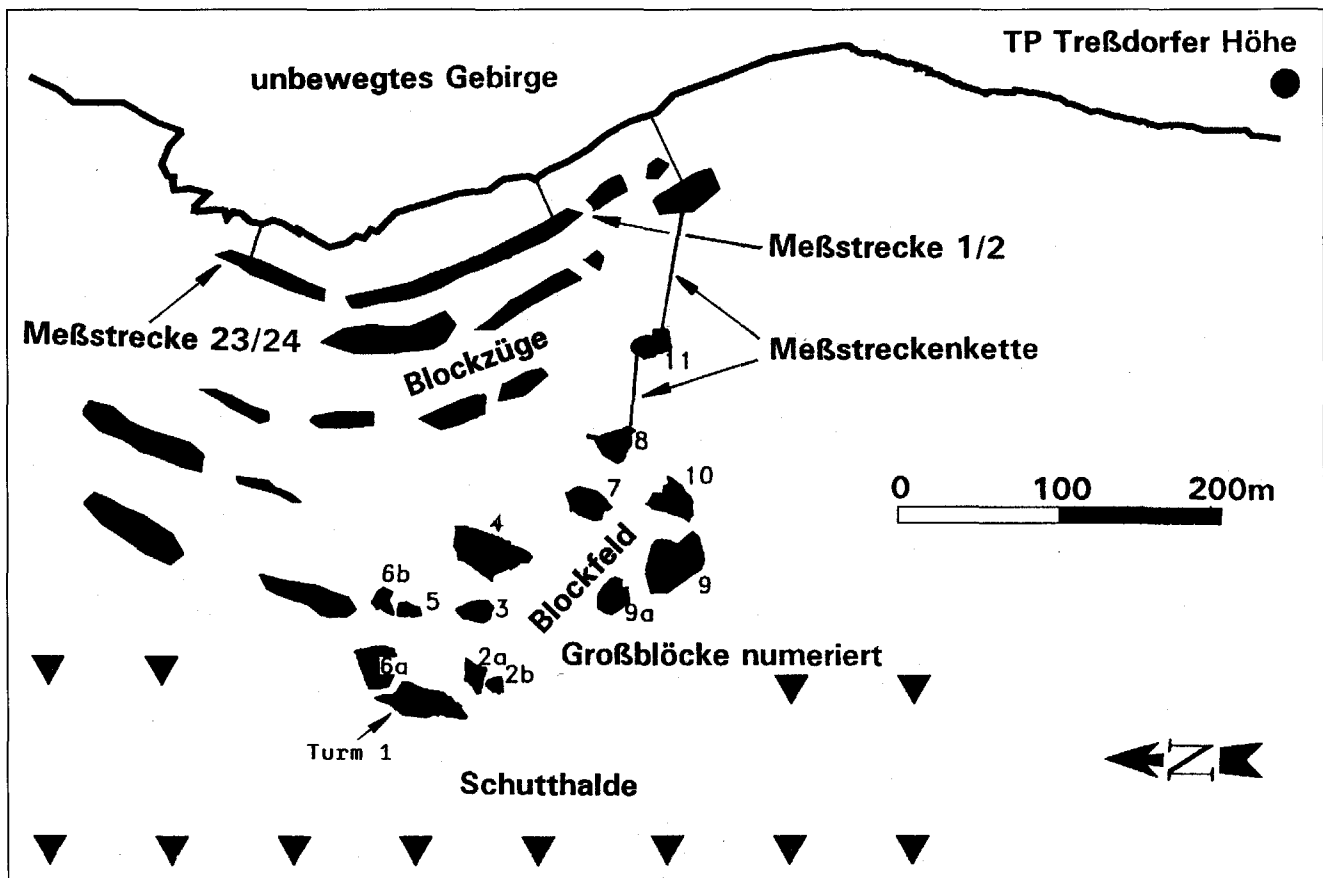 TP Treßdorfer Höhe
unbewegtes Gebirge
Meßstrecke 1/2
Meßstrecke 23/24
Meßstreckenkette
Blockzüge
11
8
7
10
0 100 200m
4
Blockfeld
6b
5
3
9a
9
Großblöcke numeriert
6a
2a
2b
Turm 1
N
Schutthalde